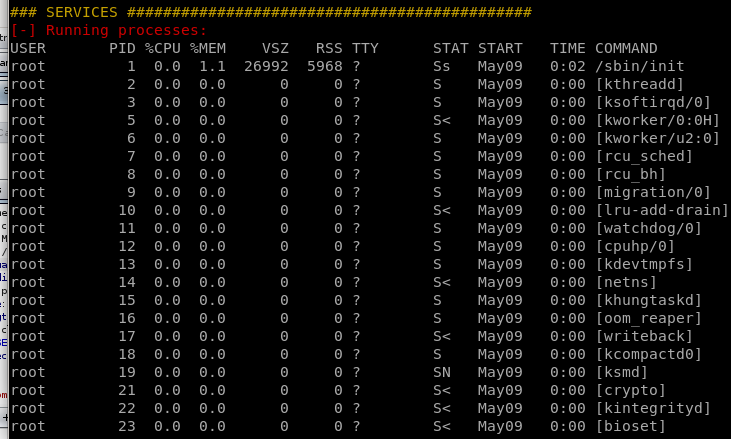 ### SERVICES #############################################
[-] Running processes:
USER PID %CPU %MEM VSZ RSS TTY STAT START TIME COMMAND
root 1 0.0 1.1 26992 5968 ? Ss May09 0:02 /sbin/init
root 2 0.0 0.0 0 0 ? S May09 0:00 [kthreadd]
root 3 0.0 0.0 0 0 ? S May09 0:00 [ksoftirqd/0]
root 5 0.0 0.0 0 0 ? S< May09 0:00 [kworker/0:0H]
root 6 0.0 0.0 0 0 ? S May09 0:00 [kworker/u2:0]
root 7 0.0 0.0 0 0 ? S May09 0:00 [rcu_sched]
root 8 0.0 0.0 0 0 ? S May09 0:00 [rcu_bh]
root 9 0.0 0.0 0 0 ? S May09 0:00 [migration/0]
root 10 0.0 0.0 0 0 ? S< May09 0:00 [lru-add-drain]
root 11 0.0 0.0 0 0 ? S May09 0:00 [watchdog/0]
root 12 0.0 0.0 0 0 ? S May09 0:00 [cpuhp/0]
root 13 0.0 0.0 0 0 ? S May09 0:00 [kdevtmpfs]
root 14 0.0 0.0 0 0 ? S< May09 0:00 [netns]
root 15 0.0 0.0 0 0 ? S May09 0:00 [khungtaskd]
root 16 0.0 0.0 0 0 ? S May09 0:00 [oom_reaper]
root 17 0.0 0.0 0 0 ? S< May09 0:00 [writeback]
root 18 0.0 0.0 0 0 ? S May09 0:00 [kcompactd0]
root 19 0.0 0.0 0 0 ? SN May09 0:00 [ksmd]
root 21 0.0 0.0 0 0 ? S< May09 0:00 [crypto]
root 22 0.0 0.0 0 0 ? S< May09 0:00 [kintegrityd]
root 23 0.0 0.0 0 0 ? S< May09 0:00 [bioset]